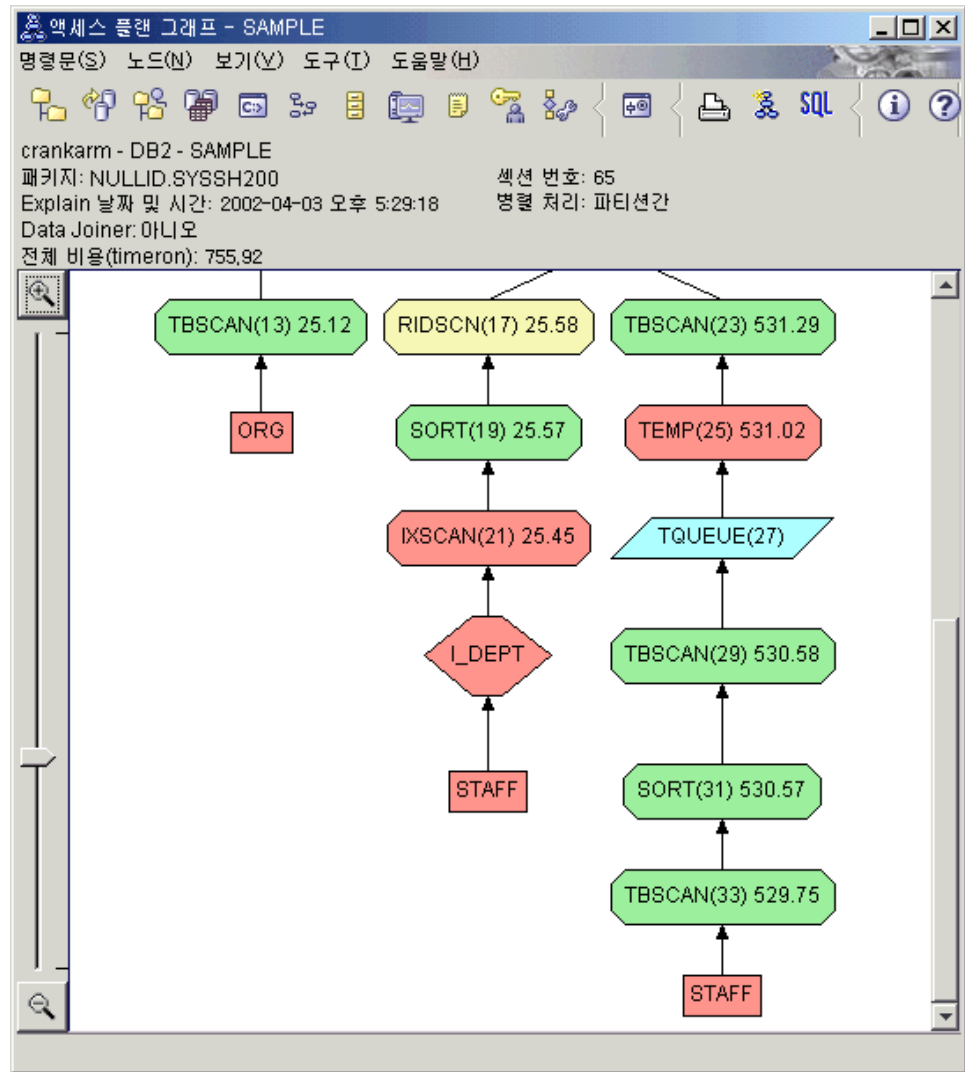 액세스 플랜 그래프 - SAMPLE
명령문(S) 노드(N) 보기(V) 도구(T) 도움말(H)
C:> SQL
crankarm - DB2 - SAMPLE
패키지: NULLID.SYSSH200 섹션 번호: 65
Explain 날짜 및 시간: 2002-04-03 오후 5:29:18 병렬 처리: 파티션간
Data Joiner: 아니오
전체 비용(timeron): 755,92
TBSCAN(13) 25.12 RIDSCN(17) 25.58 TBSCAN(23) 531.29
ORG SORT(19) 25.57 TEMP(25) 531.02
IXSCAN(21) 25.45 TQUEUE(27)
I_DEPT TBSCAN(29) 530.58
STAFF SORT(31) 530.57
TBSCAN(33) 529.75
STAFF